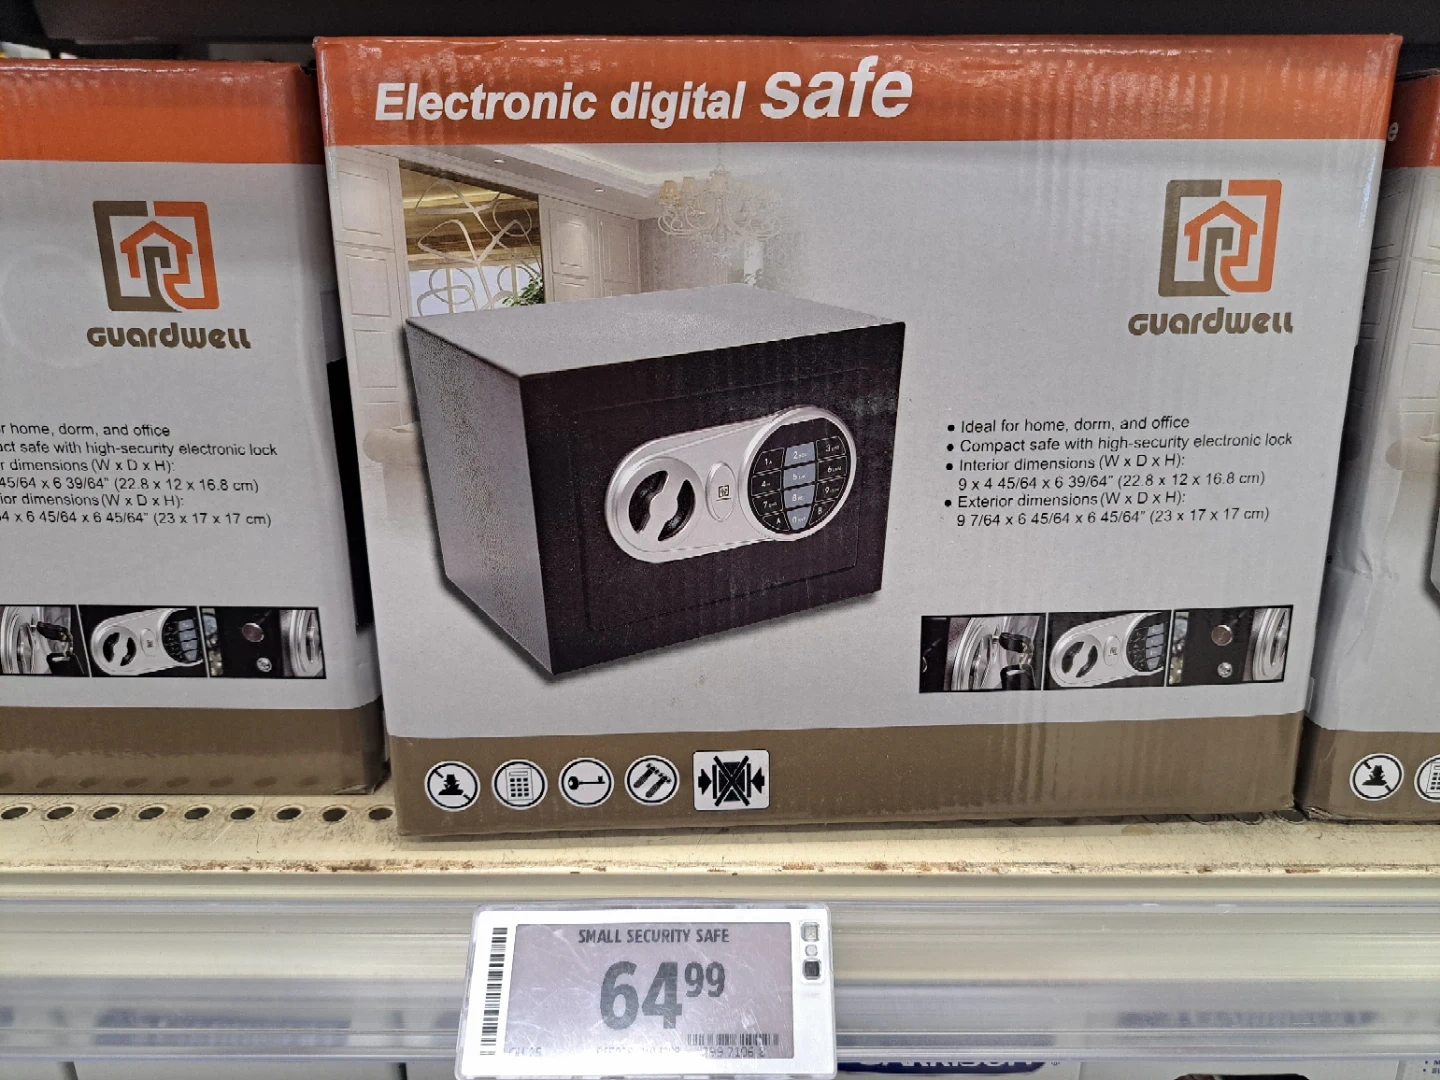 Electronic digital safe
GUARDWELL
• Ideal for home, dorm, and office
• Compact safe with high-security electronic lock
• Interior dimensions (W x D x H):
9 x 4 45/64 x 6 39/64" (22.8 x 12 x 16.8 cm)
• Exterior dimensions (W x D x H):
9 7/64 x 6 45/64 x 6 45/64" (23 x 17 x 17 cm)
GUARDWELL
home, dorm, and office
safe with high-security electronic lock
dimensions (W x D x H):
45/64 x 6 39/64" (22.8 x 12 x 16.8 cm)
dimensions (W x D x H):
x 6 45/64 x 6 45/64" (23 x 17 x 17 cm)
SMALL SECURITY SAFE
64 99